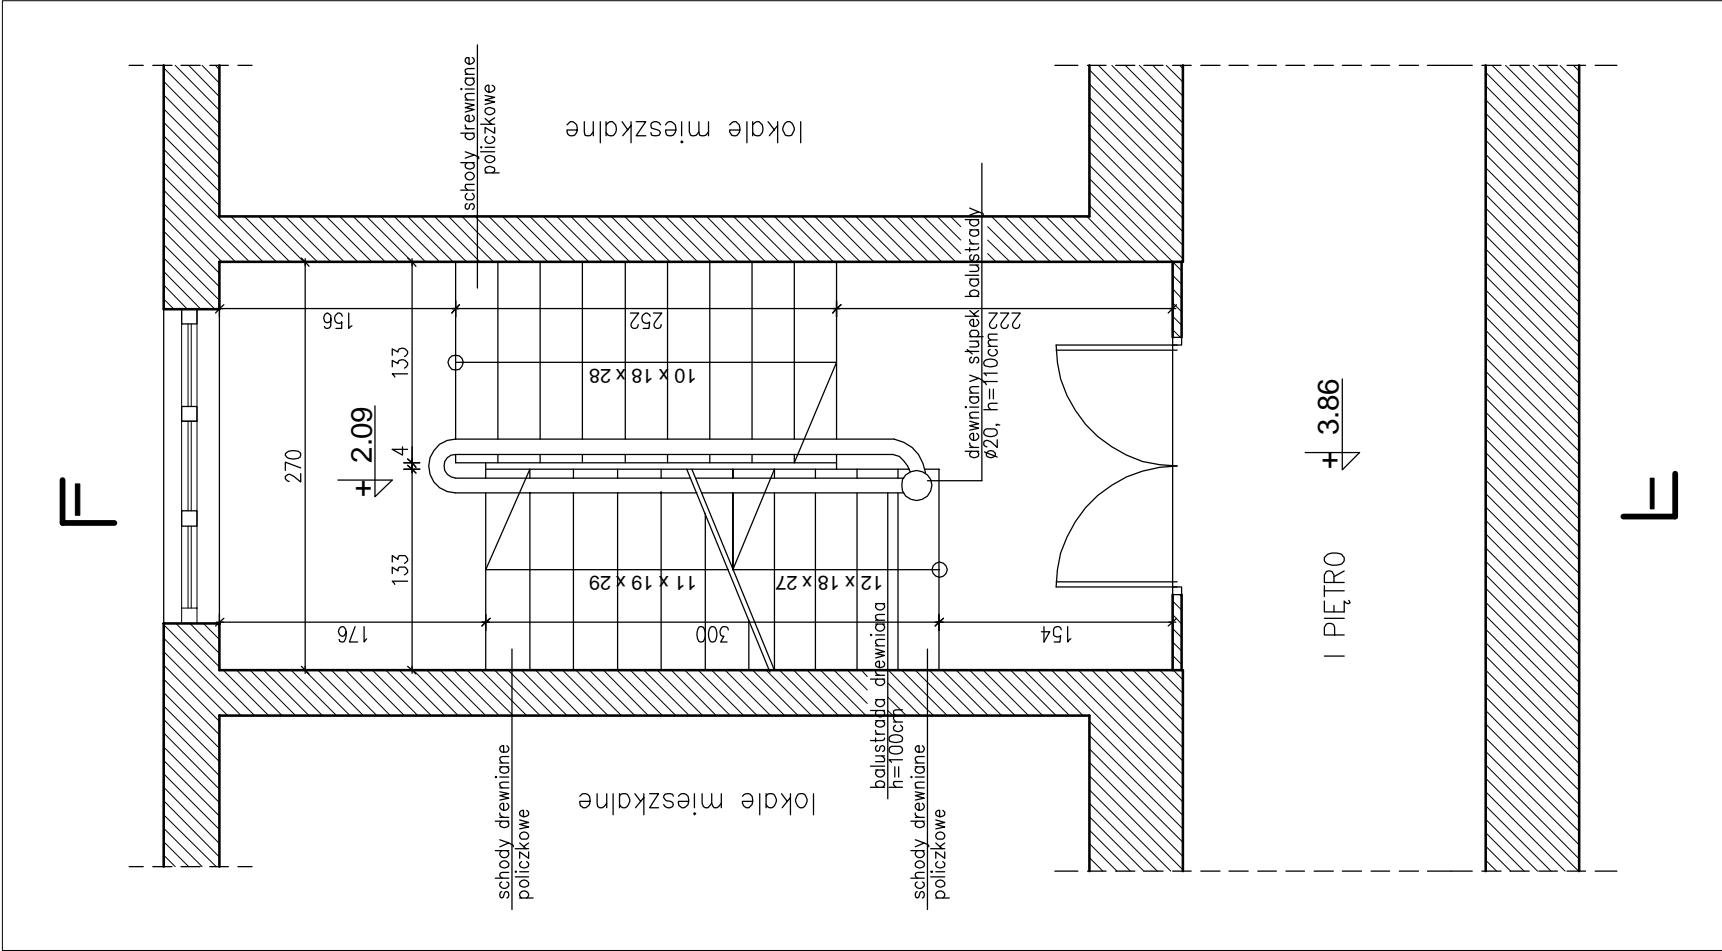 schody drewniane
policzkowe
lokale mieszkalne
drewniany słupek balustrady
ø20, h=110cm
156
252
222
133
10 x 18 x 28
+2.09
4
270
+3.86
133
11 x 19 x 29
12 x 18 x 27
176
300
154
I PIĘTRO
balustrada drewniana
h=100cm
schody drewniane
policzkowe
lokale mieszkalne
schody drewniane
policzkowe
I
I